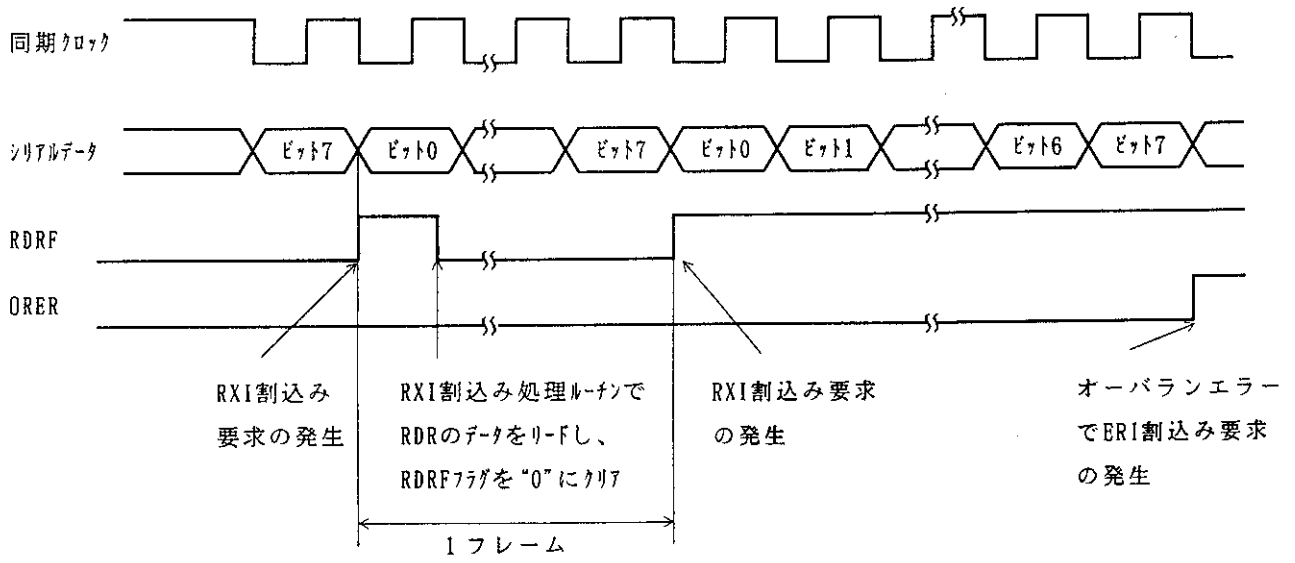 同期クロック
シリアルデータ
ビット7
ビット0
ビット7
ビット0
ビット1
ビット6
ビット7
RDRF
ORER
RXI割込み
要求の発生
RXI割込み処理ルーチンで
RDRのデータをリードし、
RDRFフラグを“0”にクリア
RXI割込み要求
の発生
オーバランエラー
でERI割込み要求
の発生
1フレーム